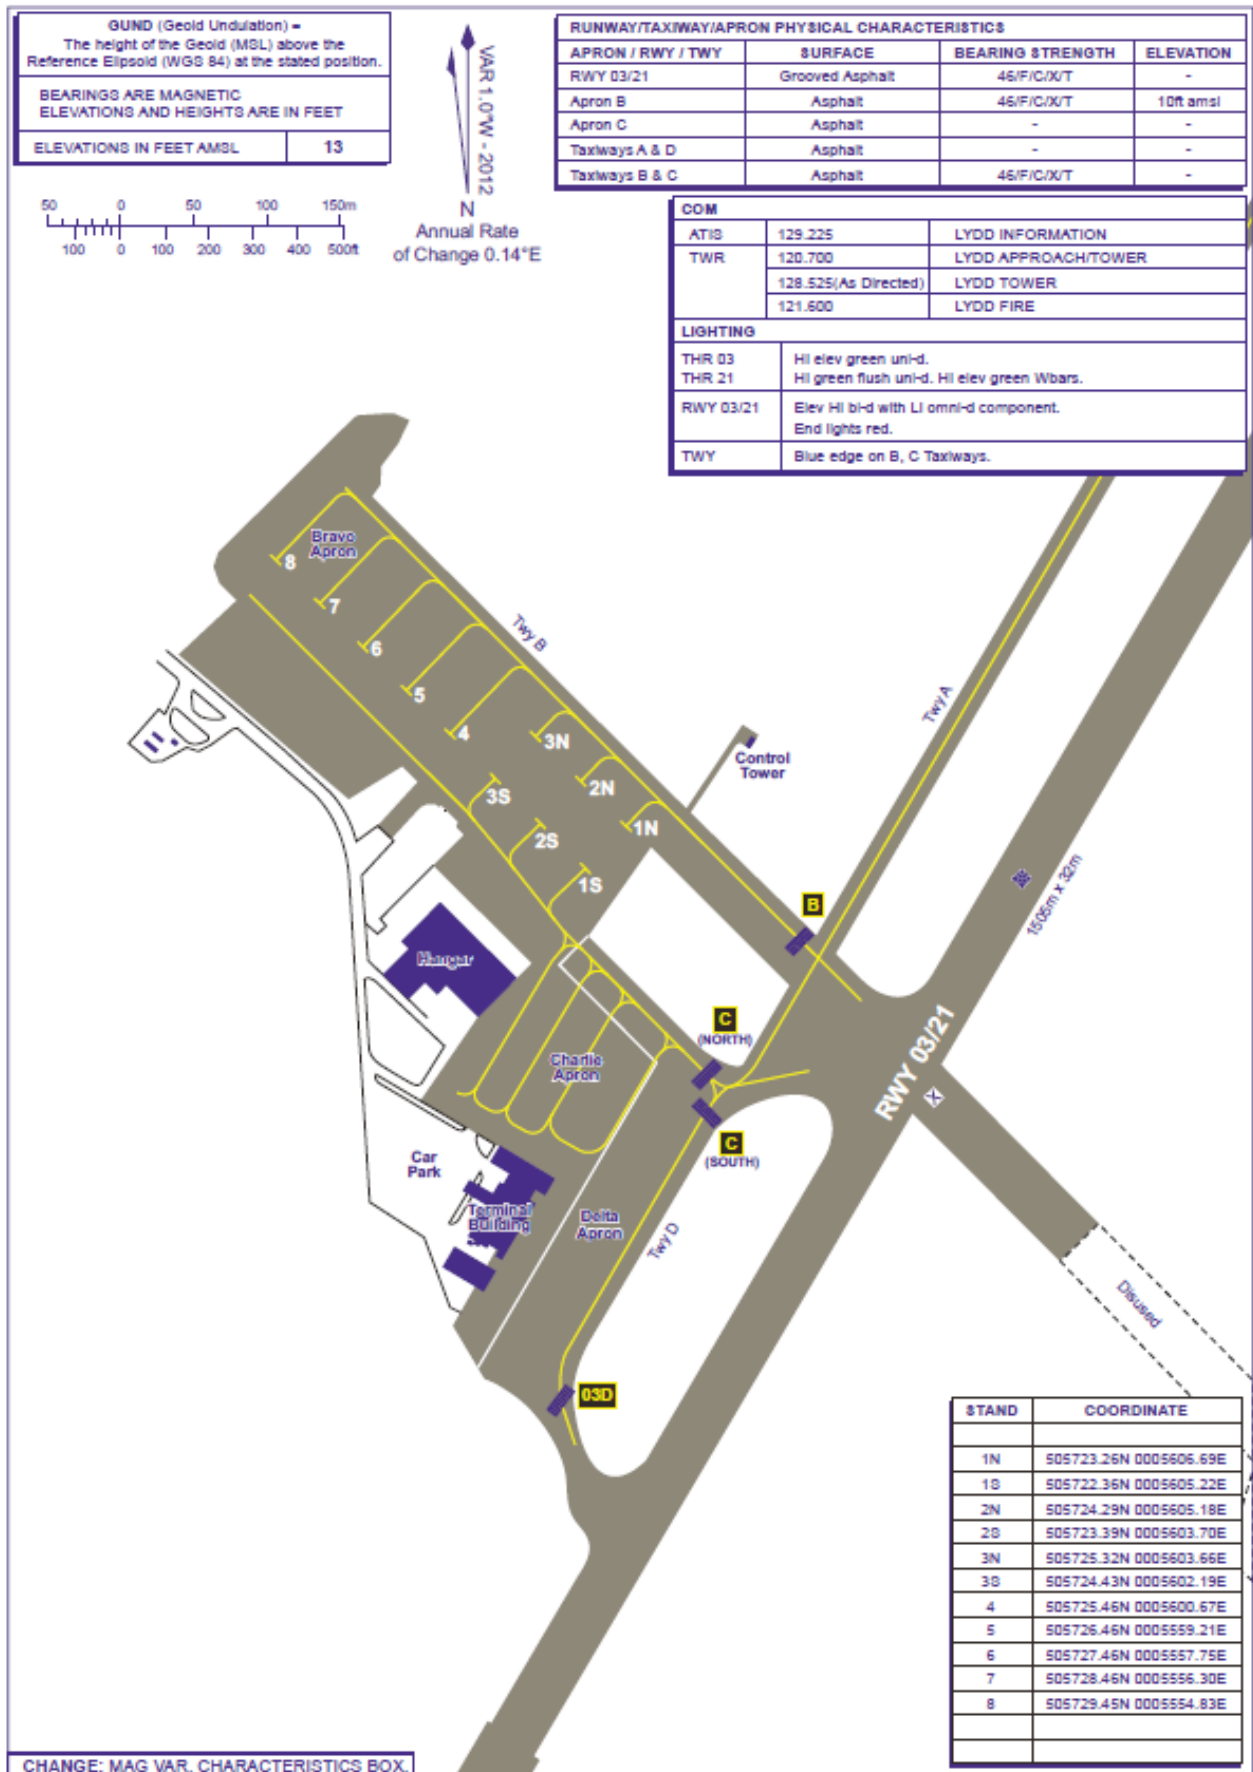 GUND (Geoid Undulation) =
The height of the Geoid (MSL) above the
Reference Elipsoid (WGS 84) at the stated position.
BEARINGS ARE MAGNETIC
ELEVATIONS AND HEIGHTS ARE IN FEET
ELEVATIONS IN FEET AMSL 13
VAR 1.0°W - 2012
N
Annual Rate
of Change 0.14°E
50 0 50 100 150m
100 0 100 200 300 400 500ft
RUNWAY/TAXIWAY/APRON PHYSICAL CHARACTERISTICS
APRON / RWY / TWY SURFACE BEARING STRENGTH ELEVATION
RWY 03/21 Grooved Asphalt 46/F/C/X/T -
Apron B Asphalt 46/F/C/X/T 10ft amsl
Apron C Asphalt - -
Taxiways A & D Asphalt - -
Taxiways B & C Asphalt 46/F/C/X/T -
COM
ATIS 129.225 LYDD INFORMATION
TWR 120.700 LYDD APPROACH/TOWER
128.525(As Directed) LYDD TOWER
121.600 LYDD FIRE
LIGHTING
THR 03 HI elev green uni-d.
THR 21 HI green flush uni-d. HI elev green Wbars.
RWY 03/21 Elev HI bi-d with LI omni-d component.
End lights red.
TWY Blue edge on B, C Taxiways.
Bravo
Apron
8
7
6
5
4
3N
2N
1N
3S
2S
1S
Twy B
Twy A
Control
Tower
B
1505m x 32m
Hangar
C
(NORTH)
RWY 03/21
X
Charlie
Apron
C
(SOUTH)
Car
Park
Terminal
Building
Delta
Apron
Twy D
Disused
03D
STAND COORDINATE
1N 505723.26N 0005606.69E
1S 505722.36N 0005605.22E
2N 505724.29N 0005605.18E
2S 505723.39N 0005603.70E
3N 505725.32N 0005603.66E
3S 505724.43N 0005602.19E
4 505725.46N 0005600.67E
5 505726.46N 0005559.21E
6 505727.46N 0005557.75E
7 505728.46N 0005556.30E
8 505729.45N 0005554.83E
CHANGE: MAG VAR. CHARACTERISTICS BOX.